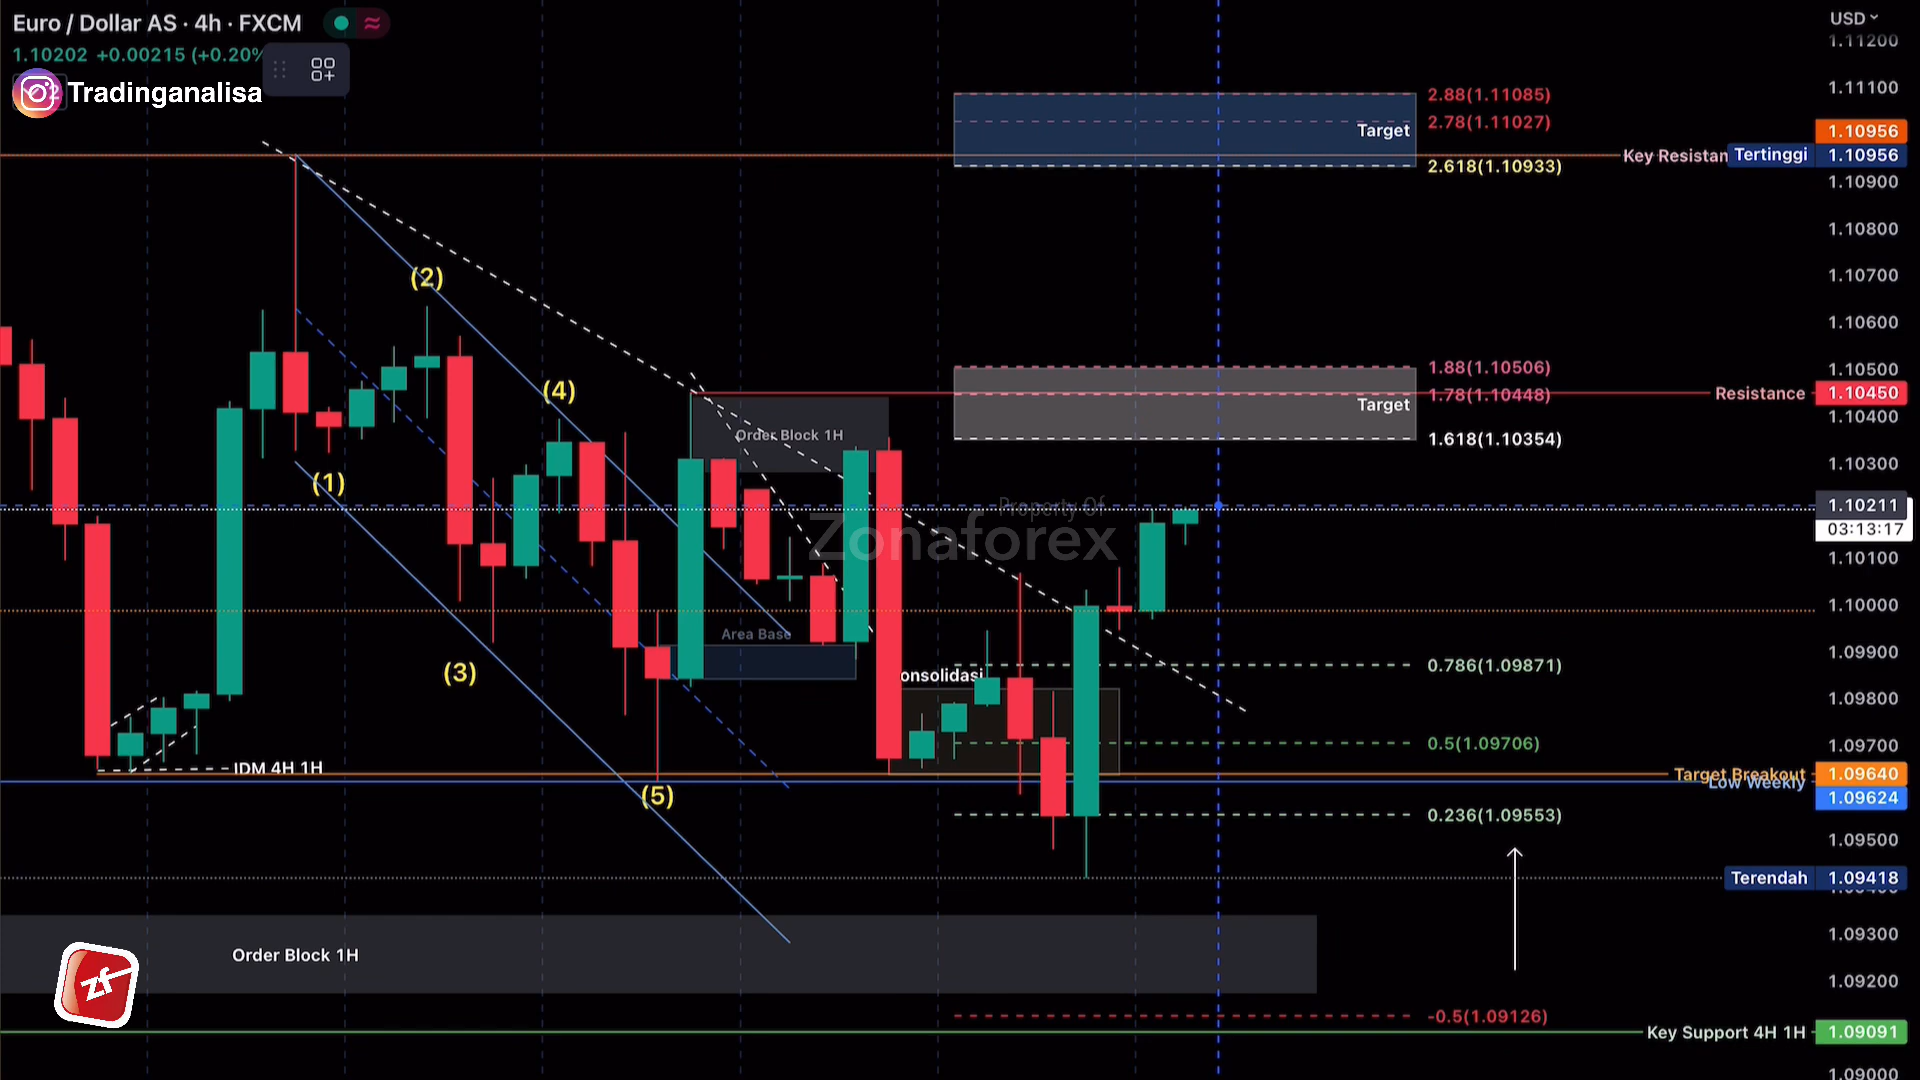 Euro / Dollar AS · 4h · FXCM
USD
1.10202 +0.00215 (+0.20%
Tradinganalisa
1.11200
1.11100
2.88(1.11085)
2.78(1.11027)
Target
2.618(1.10933)
1.10956
Key Resistan
Tertinggi
1.10956
1.10900
1.10800
1.10700
1.10600
1.10500
1.88(1.10506)
1.78(1.10448)
Target
1.618(1.10354)
Resistance
1.10450
1.10400
1.10300
1.10211
03:13:17
1.10100
1.10000
1.09900
1.09800
1.09700
(2)
(4)
(1)
(3)
(5)
Order Block 1H
Property Of
Zonaforex
Area Base
onsolidasi
0.786(1.09871)
0.5(1.09706)
IDM 4H 1H
Target Breakout
1.09640
Low Weekly
1.09624
0.236(1.09553)
1.09500
Terendah
1.09418
1.09300
1.09200
Order Block 1H
zf
-0.5(1.09126)
Key Support 4H 1H
1.09091
1.09000